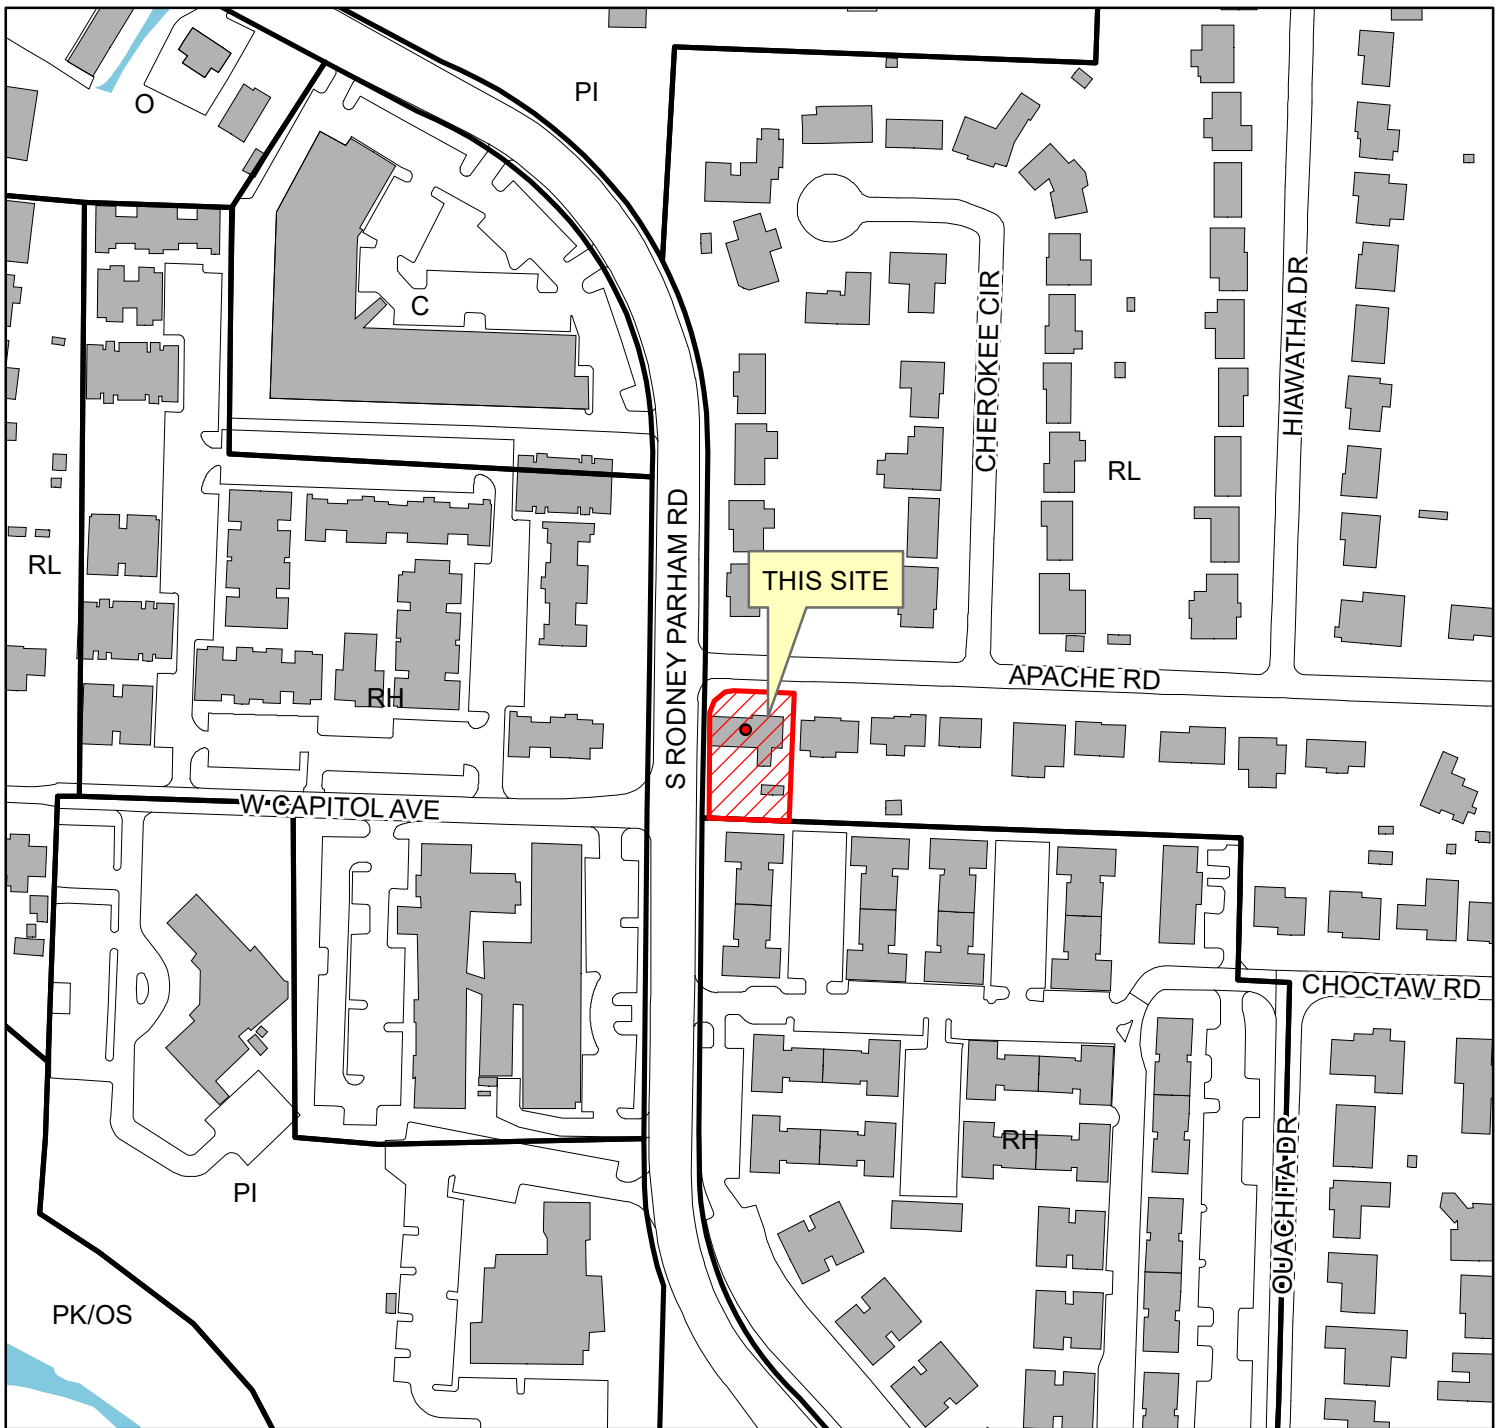 PI
O
C
CHEROKEE CIR
HIAWATHA DR
RL
S RODNEY PARHAM RD
RL
THIS SITE
APACHE RD
RH
W CAPITOL AVE
CHOCTAW RD
RH
OUACHITA DR
PI
PK/OS